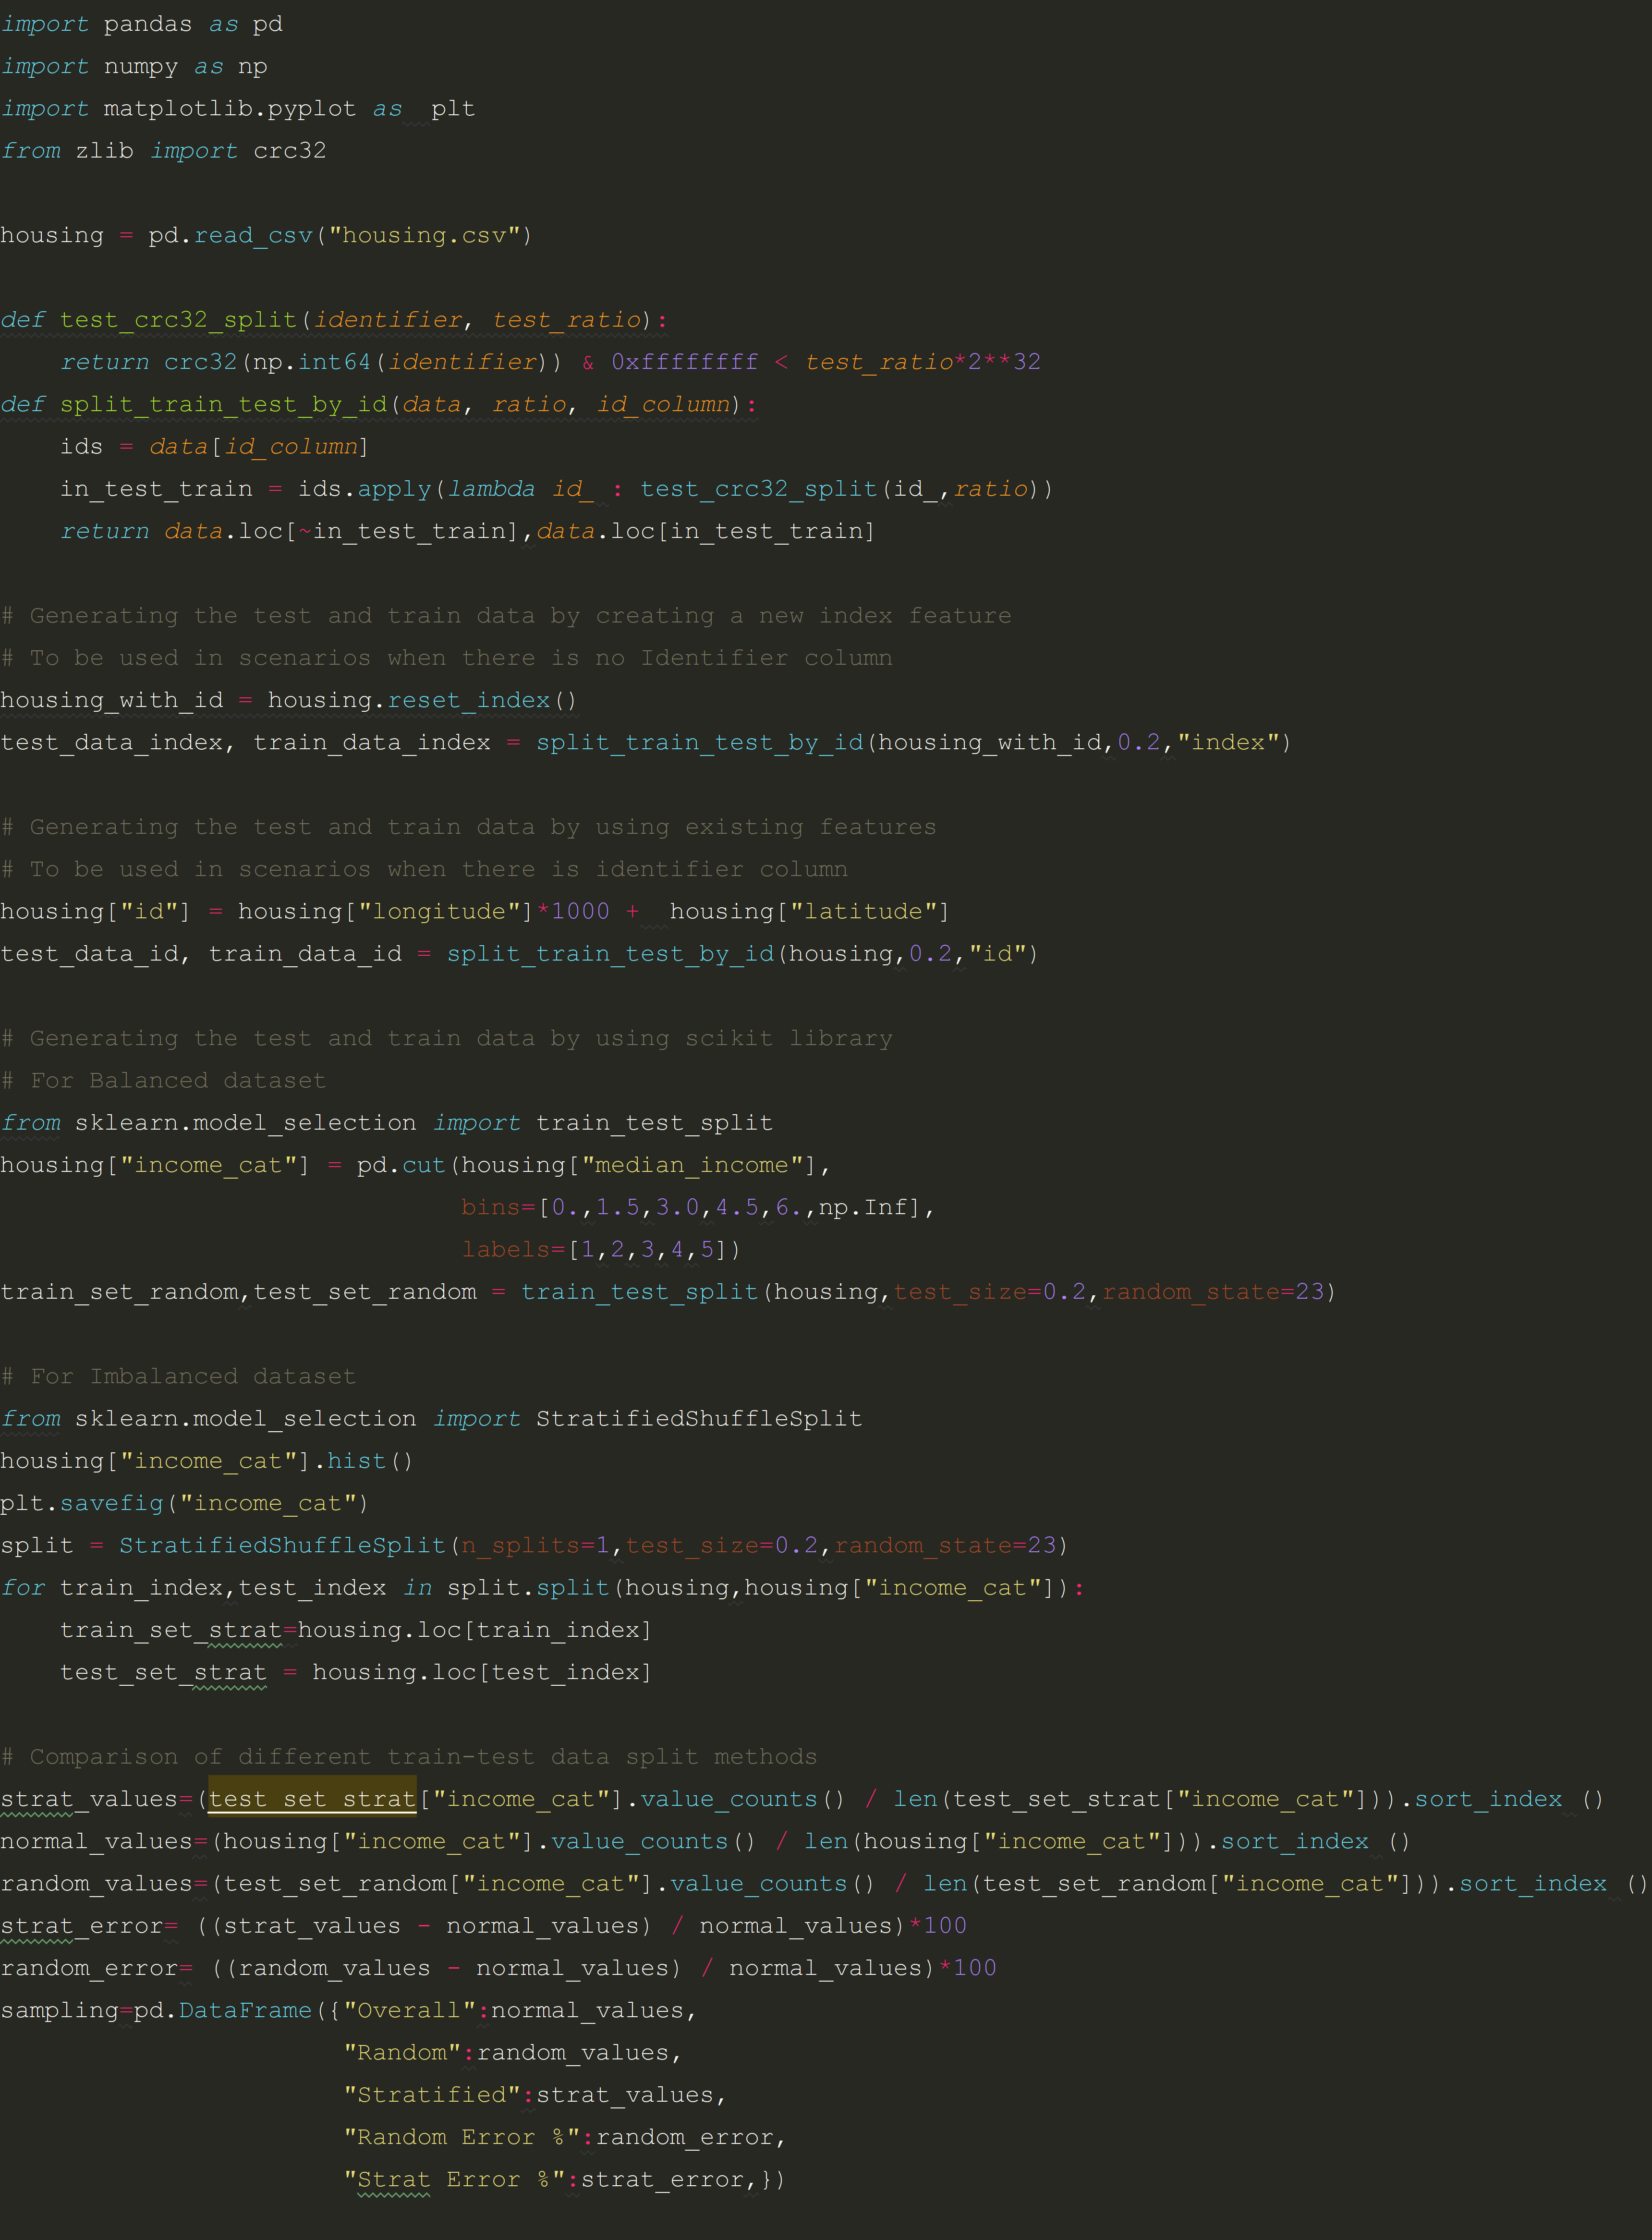 import pandas as pd
import numpy as np
import matplotlib.pyplot as  plt
from zlib import crc32

housing = pd.read_csv("housing.csv")

def test_crc32_split(identifier, test_ratio):
    return crc32(np.int64(identifier)) & 0xffffffff < test_ratio*2**32
def split_train_test_by_id(data, ratio, id_column):
    ids = data[id_column]
    in_test_train = ids.apply(lambda id_ : test_crc32_split(id_,ratio))
    return data.loc[~in_test_train],data.loc[in_test_train]

# Generating the test and train data by creating a new index feature
# To be used in scenarios when there is no Identifier column
housing_with_id = housing.reset_index()
test_data_index, train_data_index = split_train_test_by_id(housing_with_id,0.2,"index")

# Generating the test and train data by using existing features
# To be used in scenarios when there is identifier column
housing["id"] = housing["longitude"]*1000 +  housing["latitude"]
test_data_id, train_data_id = split_train_test_by_id(housing,0.2,"id")

# Generating the test and train data by using scikit library
# For Balanced dataset
from sklearn.model_selection import train_test_split
housing["income_cat"] = pd.cut(housing["median_income"],
                               bins=[0.,1.5,3.0,4.5,6.,np.Inf],
                               labels=[1,2,3,4,5])
train_set_random,test_set_random = train_test_split(housing,test_size=0.2,random_state=23)

# For Imbalanced dataset
from sklearn.model_selection import StratifiedShuffleSplit
housing["income_cat"].hist()
plt.savefig("income_cat")
split = StratifiedShuffleSplit(n_splits=1,test_size=0.2,random_state=23)
for train_index,test_index in split.split(housing,housing["income_cat"]):
    train_set_strat=housing.loc[train_index]
    test_set_strat = housing.loc[test_index]

# Comparison of different train-test data split methods
strat_values=(test_set_strat["income_cat"].value_counts() / len(test_set_strat["income_cat"])).sort_index ()
normal_values=(housing["income_cat"].value_counts() / len(housing["income_cat"])).sort_index ()
random_values=(test_set_random["income_cat"].value_counts() / len(test_set_random["income_cat"])).sort_index ()
strat_error= ((strat_values - normal_values) / normal_values)*100
random_error= ((random_values - normal_values) / normal_values)*100
sampling=pd.DataFrame({"Overall":normal_values,
                       "Random":random_values,
                       "Stratified":strat_values,
                       "Random Error %":random_error,
                       "Strat Error %":strat_error,})